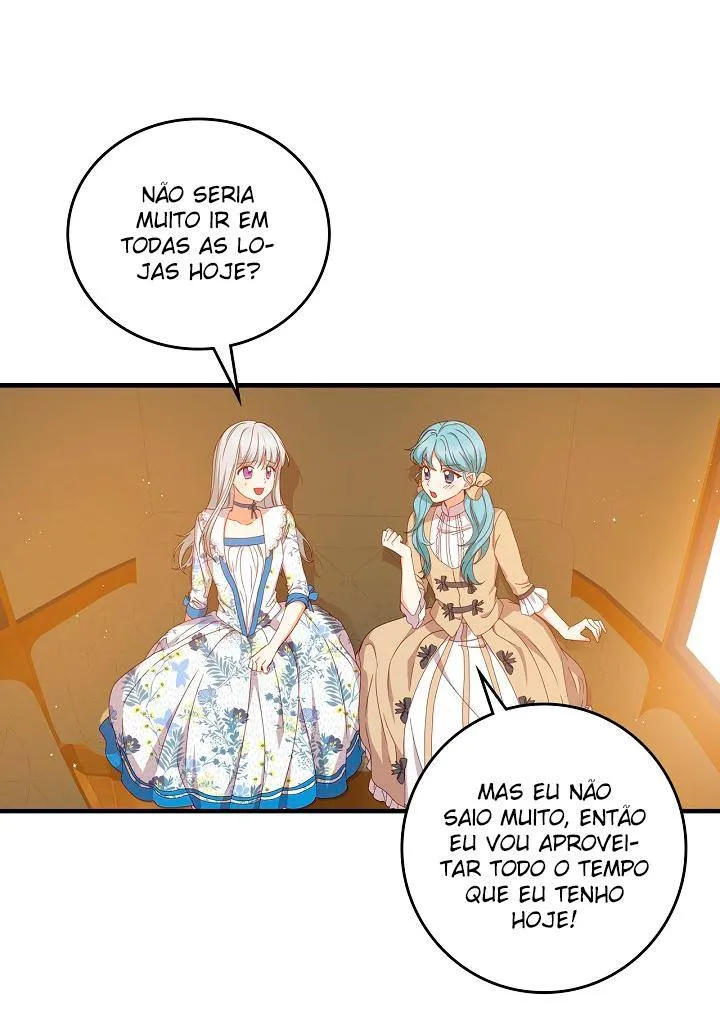 NÃO SERIA
MUITO IR EM
TODAS AS LO-
JAS HOJE?
MAS EU NÃO
SAIO MUITO, ENTÃO
EU VOU APROVEI-
TAR TODO O TEMPO
QUE EU TENHO
HOJE!